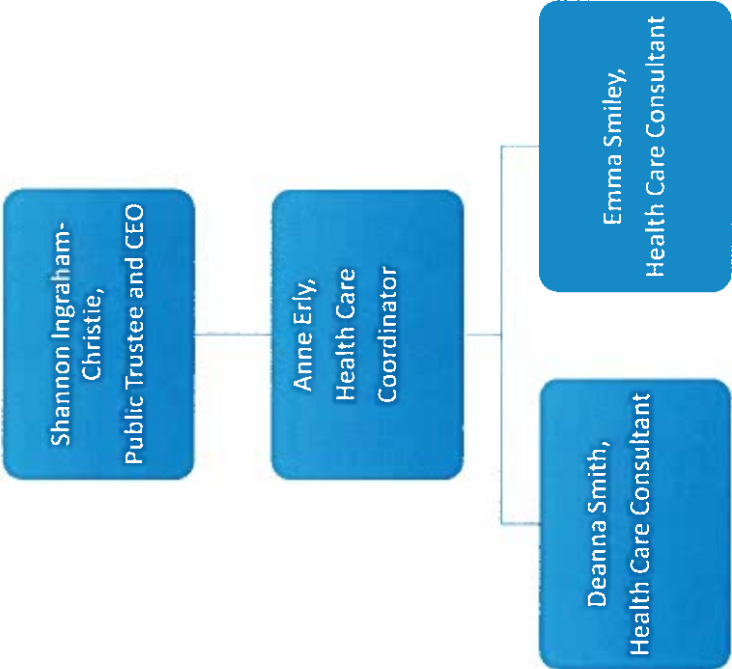 Shannon Ingraham-
Christie,
Public Trustee and CEO
Anne Erly,
Health Care
Coordinator
Deanna Smith,
Health Care Consultant
Emma Smiley,
Health Care Consultant